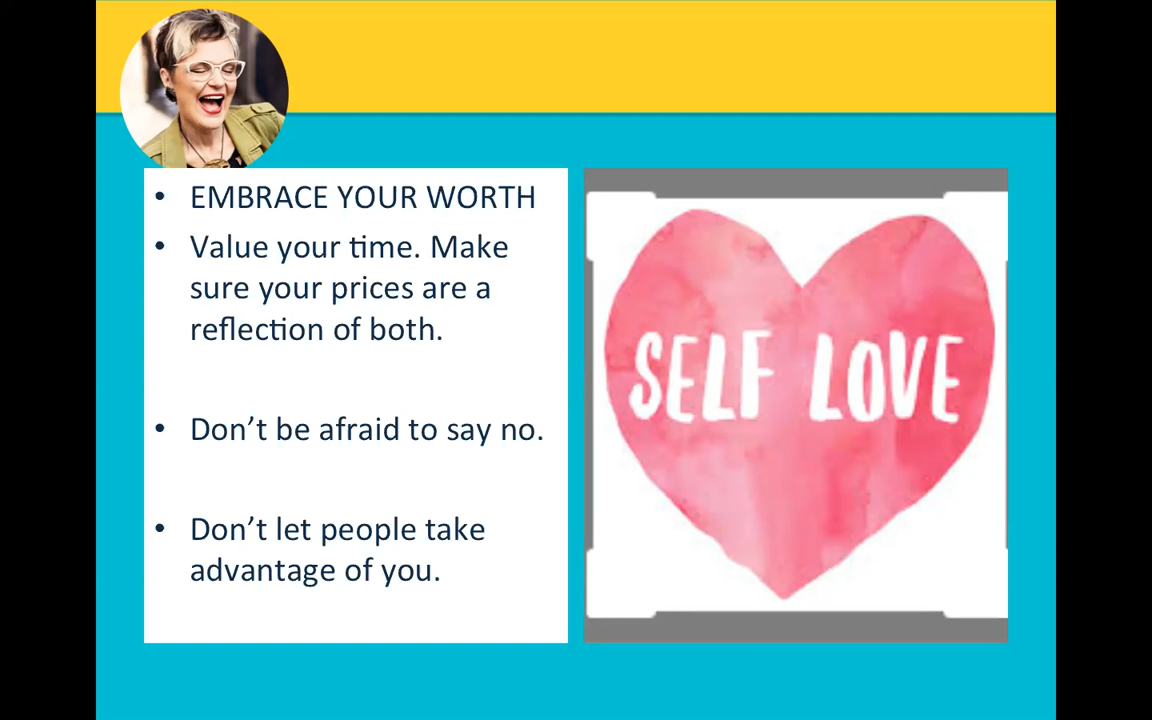 • EMBRACE YOUR WORTH
• Value your time. Make
sure your prices are a
reflection of both.
• Don’t be afraid to say no.
• Don’t let people take
advantage of you.
SELF LOVE